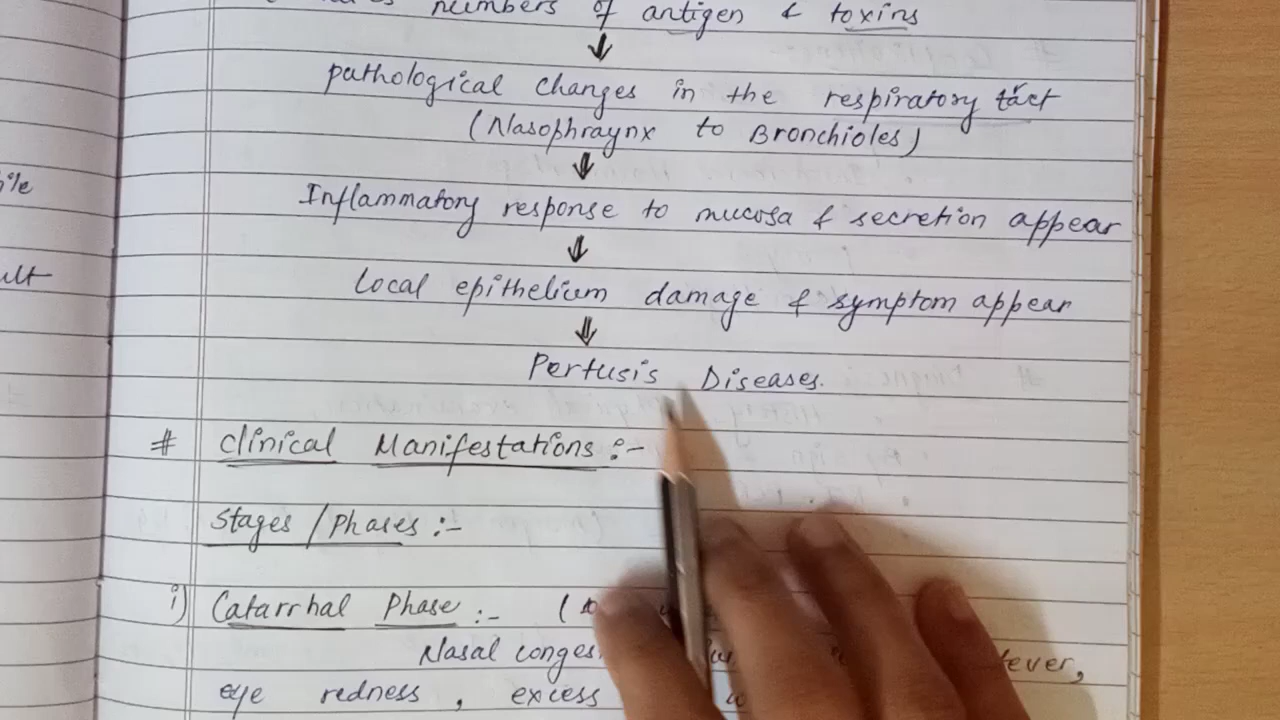 numbers of antigen & toxins
pathological changes in the respiratory tact
(Nasophraynx to Bronchioles)
Inflammatory response to mucosa & secretion appear
Local epithelium damage & symptom appear
Pertusis Diseases.
# Clinical Manifestations :-
Stages / Phases :-
i) Catarrhal Phase :- (
Nasal fever,
eye redness, excess